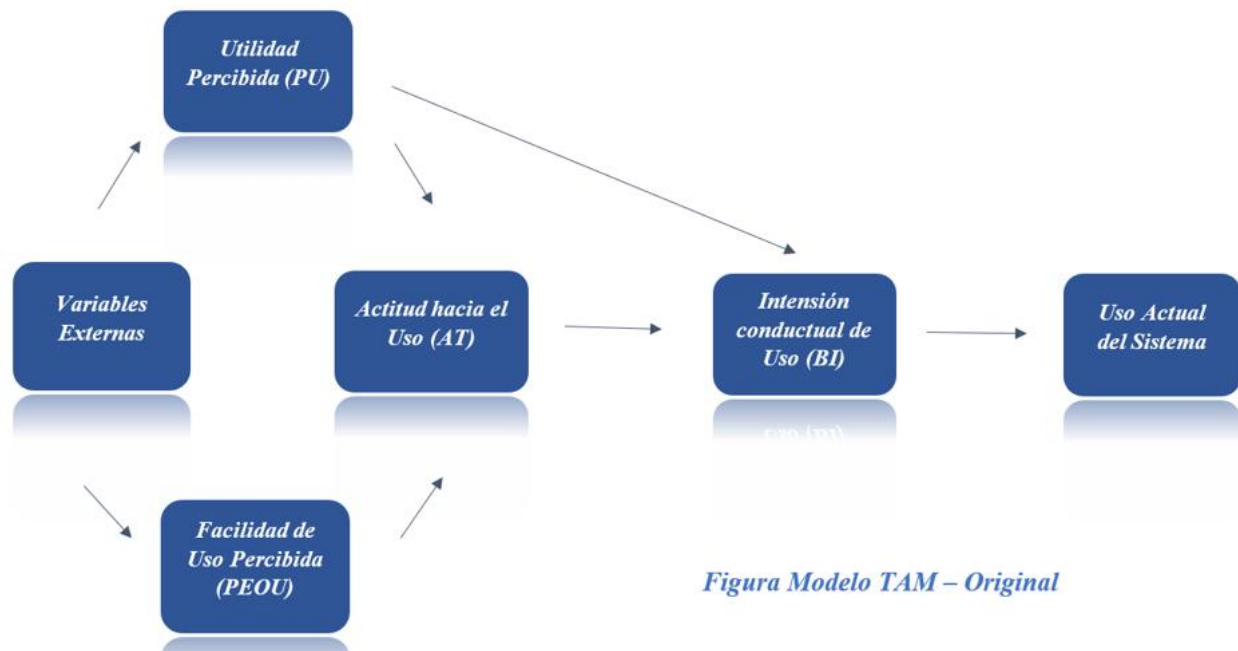 Utilidad
Percibida (PU)
Variables
Externas
Actitud hacia el
Uso (AT)
Intensión
conductual de
Uso (BI)
Uso Actual
del Sistema
Facilidad de
Uso Percibida
(PEOU)
Figura Modelo TAM – Original